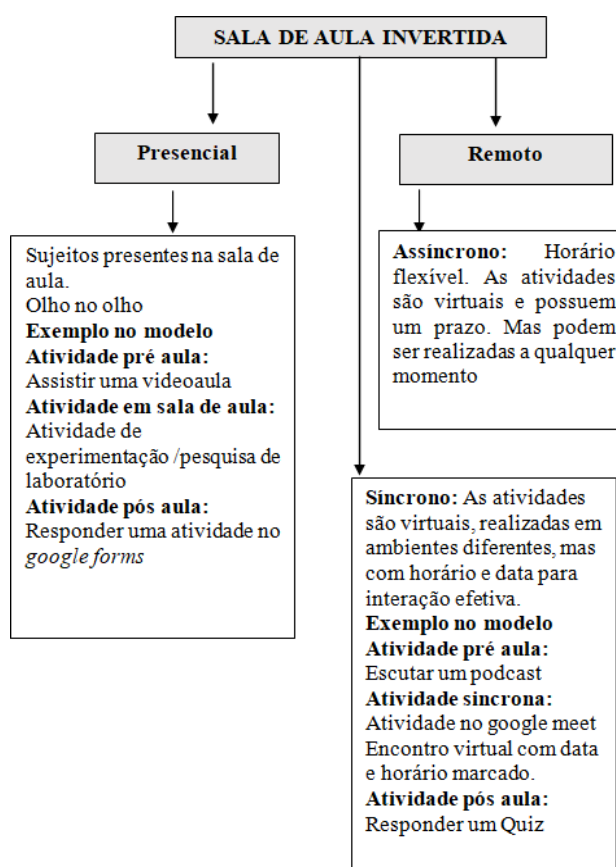 SALA DE AULA INVERTIDA
Presencial
Remoto
Sujeitos presentes na sala de
aula.
Olho no olho
Exemplo no modelo
Atividade pré aula:
Assistir uma videoaula
Atividade em sala de aula:
Atividade de
experimentação /pesquisa de
laboratório
Atividade pós aula:
Responder uma atividade no
google forms
Assíncrono: Horário
flexível. As atividades
são virtuais e possuem
um prazo. Mas podem
ser realizadas a qualquer
momento
Síncrono: As atividades
são virtuais, realizadas em
ambientes diferentes, mas
com horário e data para
interação efetiva.
Exemplo no modelo
Atividade pré aula:
Escutar um podcast
Atividade síncrona:
Atividade no google meet
Encontro virtual com data
e horário marcado.
Atividade pós aula:
Responder um Quiz